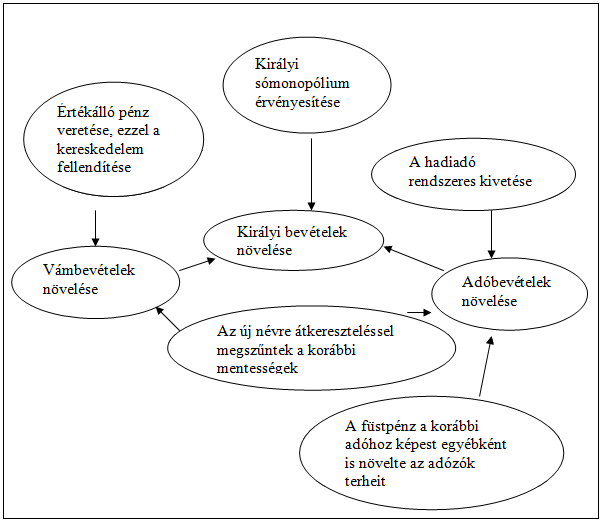 Királyi
sómonopólium
érvényesítése
Értékálló pénz
veretése, ezzel a
kereskedelem
fellendítése
A hadiadó
rendszeres kivetése
Királyi bevételek
növelése
Vámbevételek
növelése
Adóbevételek
növelése
Az új névre átkereszteléssel
megszűntek a korábbi
mentességek
A füstpénz a korábbi
adóhoz képest egyébként
is növelte az adózók
terheit